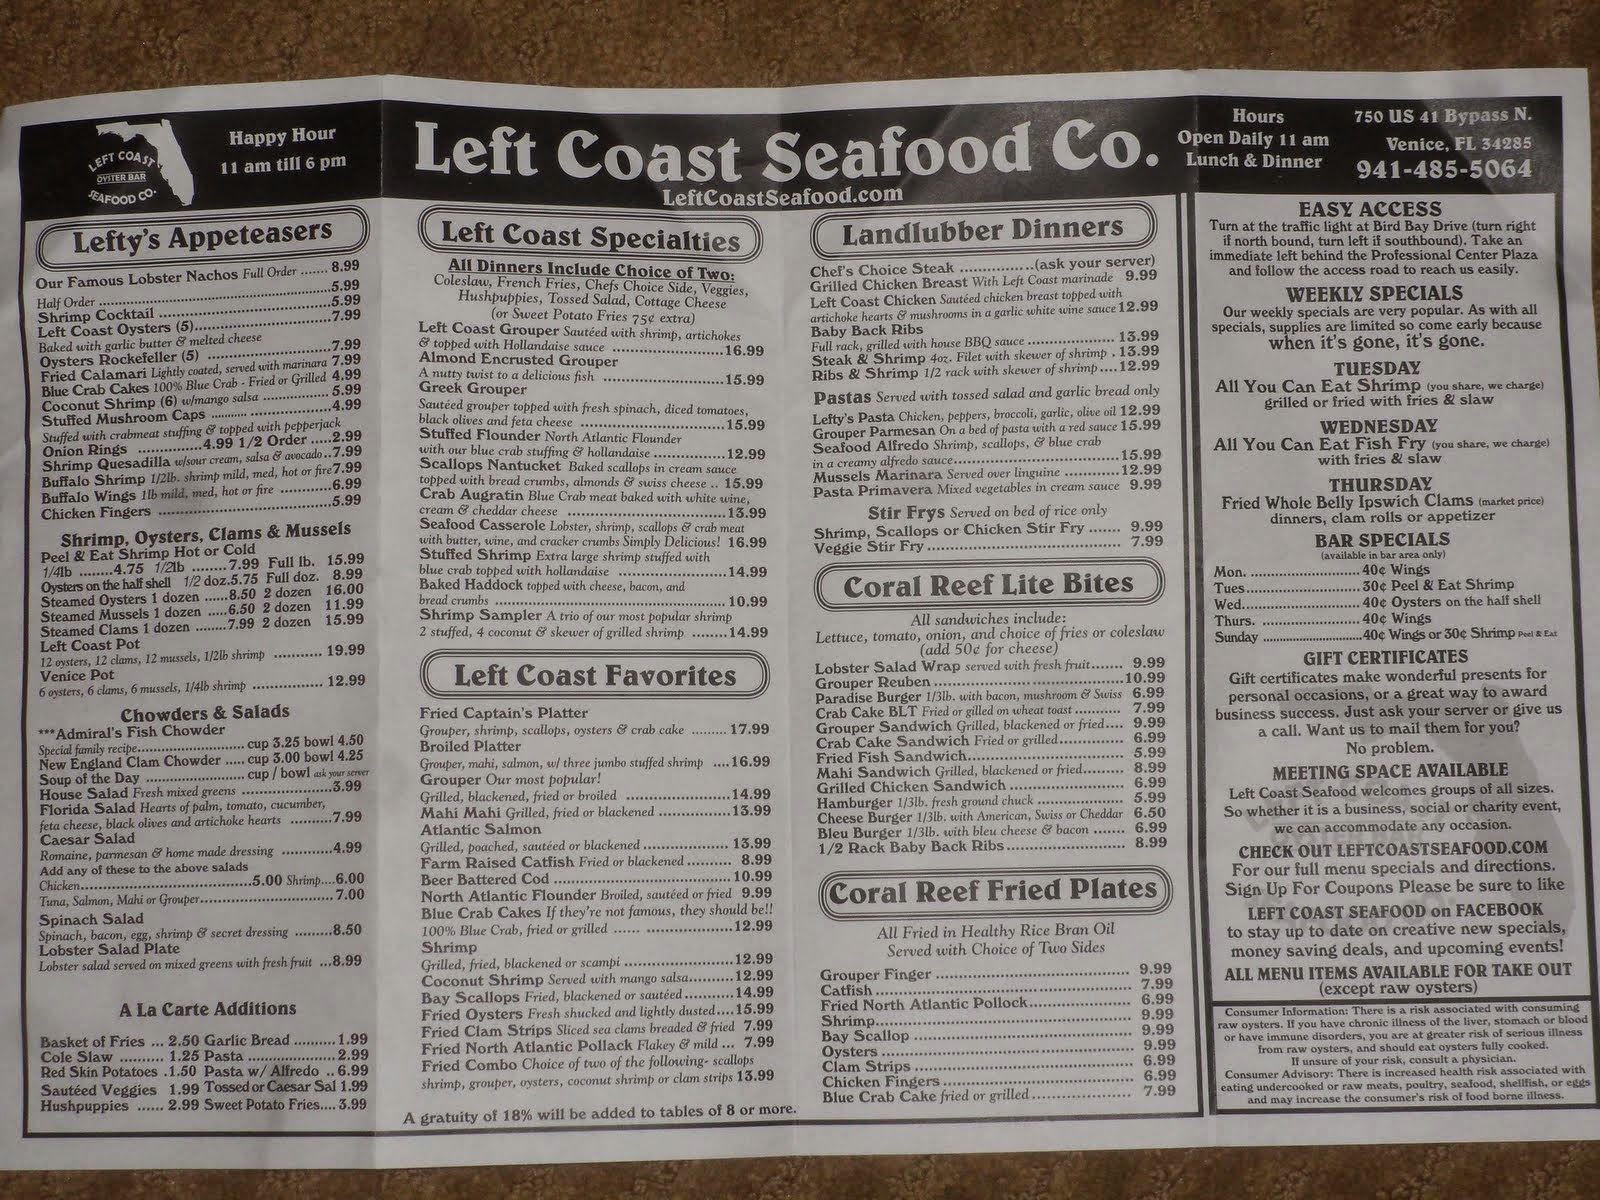 LEFT COAST
OYSTER BAR
SEAFOOD CO.
Happy Hour
11 am till 6 pm
Left Coast Seafood Co.
LeftCoastSeafood.com
Hours
Open Daily 11 am
Lunch & Dinner
750 US 41 Bypass N.
Venice, FL 34285
941-485-5064
Lefty's Appeteasers
Our Famous Lobster Nachos Full Order ....... 8.99
Half Order ...5.99
Shrimp Cocktail ...5.99
Left Coast Oysters (5)...7.99
Baked with garlic butter & melted cheese
Oysters Rockefeller (5) ...7.99
Fried Calamari Lightly coated, served with marinara 7.99
Blue Crab Cakes 100% Blue Crab - Fried or Grilled 4.99
Coconut Shrimp (6) w/mango salsa ...5.99
Stuffed Mushroom Caps ...4.99
Stuffed with crabmeat stuffing & topped with pepperjack
Onion Rings .........4.99 1/2 Order .....2.99
Shrimp Quesadilla w/sour cream, salsa & avocado..7.99
Buffalo Shrimp 1/2lb. shrimp mild, med, hot or fire7.99
Buffalo Wings 1lb mild, med, hot or fire ...6.99
Chicken Fingers ...5.99
Shrimp, Oysters, Clams & Mussels
Peel & Eat Shrimp Hot or Cold
1/4lb ........4.75 1/2lb ........7.99 Full lb. 15.99
Oysters on the half shell 1/2 doz.5.75 Full doz. 8.99
Steamed Oysters 1 dozen ......8.50 2 dozen 16.00
Steamed Mussels 1 dozen .....6.50 2 dozen 11.99
Steamed Clams 1 dozen ........7.99 2 dozen 15.99
Left Coast Pot
12 oysters, 12 clams, 12 mussels, 1/2lb shrimp ...19.99
Venice Pot
6 oysters, 6 clams, 6 mussels, 1/4lb shrimp ...12.99
Chowders & Salads
***Admiral's Fish Chowder
Special family recipe... cup 3.25 bowl 4.50
New England Clam Chowder ..... cup 3.00 bowl 4.25
Soup of the Day ... cup / bowl ask your server
House Salad Fresh mixed greens ...3.99
Florida Salad Hearts of palm, tomato, cucumber,
feta cheese, black olives and artichoke hearts ...7.99
Caesar Salad
Romaine, parmesan & home made dressing ...4.99
Add any of these to the above salads
Chicken...5.00 Shrimp....6.00
Tuna, Salmon, Mahi or Grouper...7.00
Spinach Salad
Spinach, bacon, egg, shrimp & secret dressing .........8.50
Lobster Salad Plate
Lobster salad served on mixed greens with fresh fruit ...8.99
A La Carte Additions
Basket of Fries ... 2.50 Garlic Bread ..........1.99
Cole Slaw .......... 1.25 Pasta ...2.99
Red Skin Potatoes .1.50 Pasta w/ Alfredo .. 6.99
Sautéed Veggies 1.99 Tossed or Caesar Sal 1.99
Hushpuppies ...... 2.99 Sweet Potato Fries.... 3.99
Left Coast Specialties
All Dinners Include Choice of Two:
Coleslaw, French Fries, Chefs Choice Side, Veggies,
Hushpuppies, Tossed Salad, Cottage Cheese
(or Sweet Potato Fries 75¢ extra)
Left Coast Grouper Sautéed with shrimp, artichokes
& topped with Hollandaise sauce ...16.99
Almond Encrusted Grouper
A nutty twist to a delicious fish ...15.99
Greek Grouper
Sautéed grouper topped with fresh spinach, diced tomatoes,
black olives and feta cheese ...15.99
Stuffed Flounder North Atlantic Flounder
with our blue crab stuffing & hollandaise ...12.99
Scallops Nantucket Baked scallops in cream sauce
topped with bread crumbs, almonds & swiss cheese .. 15.99
Crab Augratin Blue Crab meat baked with white wine,
cream & cheddar cheese ...13.99
Seafood Casserole Lobster, shrimp, scallops & crab meat
with butter, wine, and cracker crumbs Simply Delicious! 16.99
Stuffed Shrimp Extra large shrimp stuffed with
blue crab topped with hollandaise ...14.99
Baked Haddock topped with cheese, bacon, and
bread crumbs ...10.99
Shrimp Sampler A trio of our most popular shrimp
2 stuffed, 4 coconut & skewer of grilled shrimp ...14.99
Left Coast Favorites
Fried Captain's Platter
Grouper, shrimp, scallops, oysters & crab cake .........17.99
Broiled Platter
Grouper, mahi, salmon, w/ three jumbo stuffed shrimp ....16.99
Grouper Our most popular!
Grilled, blackened, fried or broiled ...14.99
Mahi Mahi Grilled, fried or blackened ...13.99
Atlantic Salmon
Grilled, poached, sautéed or blackened ...13.99
Farm Raised Catfish Fried or blackened ......... 8.99
Beer Battered Cod ...10.99
North Atlantic Flounder Broiled, sautéed or fried 9.99
Blue Crab Cakes If they're not famous, they should be!!
100% Blue Crab, fried or grilled ...12.99
Shrimp
Grilled, fried, blackened or scampi ...12.99
Coconut Shrimp Served with mango salsa...12.99
Bay Scallops Fried, blackened or sautéed...14.99
Fried Oysters Fresh shucked and lightly dusted....15.99
Fried Clam Strips Sliced sea clams breaded & fried 7.99
Fried North Atlantic Pollack Flakey & mild ... 7.99
Fried Combo Choice of two of the following- scallops
shrimp, grouper, oysters, coconut shrimp or clam strips 13.99
A gratuity of 18% will be added to tables of 8 or more.
Landlubber Dinners
Chef's Choice Steak ...(ask your server)
Grilled Chicken Breast With Left Coast marinade 9.99
Left Coast Chicken Sautéed chicken breast topped with
artichoke hearts & mushrooms in a garlic white wine sauce 12.99
Baby Back Ribs
Full rack, grilled with house BBQ sauce ...13.99
Steak & Shrimp 4oz. Filet with skewer of shrimp . 13.99
Ribs & Shrimp 1/2 rack with skewer of shrimp....12.99
Pastas Served with tossed salad and garlic bread only
Lefty's Pasta Chicken, peppers, broccoli, garlic, olive oil 12.99
Grouper Parmesan On a bed of pasta with a red sauce 15.99
Seafood Alfredo Shrimp, scallops, & blue crab
in a creamy alfredo sauce...15.99
Mussels Marinara Served over linguine ...12.99
Pasta Primavera Mixed vegetables in cream sauce 9.99
Stir Frys Served on bed of rice only
Shrimp, Scallops or Chicken Stir Fry ....... 9.99
Veggie Stir Fry... 7.99
Coral Reef Lite Bites
All sandwiches include:
Lettuce, tomato, onion, and choice of fries or coleslaw
(add 50¢ for cheese)
Lobster Salad Wrap served with fresh fruit....... 9.99
Grouper Reuben ...10.99
Paradise Burger 1/3lb. with bacon, mushroom & Swiss 6.99
Crab Cake BLT Fried or gilled on wheat toast .......... 7.99
Grouper Sandwich Grilled, blackened or fried.... 9.99
Crab Cake Sandwich Fried or grilled... 6.99
Fried Fish Sandwich... 5.99
Mahi Sandwich Grilled, blackened or fried........ 8.99
Grilled Chicken Sandwich ... 6.99
Hamburger 1/3lb. fresh ground chuck ... 5.99
Cheese Burger 1/3lb. with American, Swiss or Cheddar 6.50
Bleu Burger 1/3lb. with bleu cheese & bacon ....... 6.99
1/2 Rack Baby Back Ribs... 8.99
Coral Reef Fried Plates
All Fried in Healthy Rice Bran Oil
Served with Choice of Two Sides
Grouper Finger ... 9.99
Catfish... 7.99
Fried North Atlantic Pollock... 6.99
Shrimp... 9.99
Bay Scallop ... 9.99
Oysters ... 9.99
Clam Strips... 6.99
Chicken Fingers... 6.99
Blue Crab Cake fried or grilled ... 7.99
EASY ACCESS
Turn at the traffic light at Bird Bay Drive (turn right
if north bound, turn left if southbound). Take an
immediate left behind the Professional Center Plaza
and follow the access road to reach us easily.
WEEKLY SPECIALS
Our weekly specials are very popular. As with all
specials, supplies are limited so come early because
when it's gone, it's gone.
TUESDAY
All You Can Eat Shrimp (you share, we charge)
grilled or fried with fries & slaw
WEDNESDAY
All You Can Eat Fish Fry (you share, we charge)
with fries & slaw
THURSDAY
Fried Whole Belly Ipswich Clams (market price)
dinners, clam rolls or appetizer
BAR SPECIALS
(available in bar area only)
Mon. ...40¢ Wings
Tues...30¢ Peel & Eat Shrimp
Wed...40¢ Oysters on the half shell
Thurs. ...40¢ Wings
Sunday ...40¢ Wings or 30¢ Shrimp Peel & Eat
GIFT CERTIFICATES
Gift certificates make wonderful presents for
personal occasions, or a great way to award
business success. Just ask your server or give us
a call. Want us to mail them for you?
No problem.
MEETING SPACE AVAILABLE
Left Coast Seafood welcomes groups of all sizes.
So whether it is a business, social or charity event,
we can accommodate any occasion.
CHECK OUT LEFTCOASTSEAFOOD.COM
For our full menu specials and directions.
Sign Up For Coupons Please be sure to like
LEFT COAST SEAFOOD on FACEBOOK
to stay up to date on creative new specials,
money saving deals, and upcoming events!
ALL MENU ITEMS AVAILABLE FOR TAKE OUT
(except raw oysters)
Consumer Information: There is a risk associated with consuming
raw oysters. If you have chronic illness of the liver, stomach or blood
or have immune disorders, you are at greater risk of serious illness
from raw oysters, and should eat oysters fully cooked.
If unsure of your risk, consult a physician.
Consumer Advisory: There is increased health risk associated with
eating undercooked or raw meats, poultry, seafood, shellfish, or eggs
and may increase the consumer's risk of food borne illness.